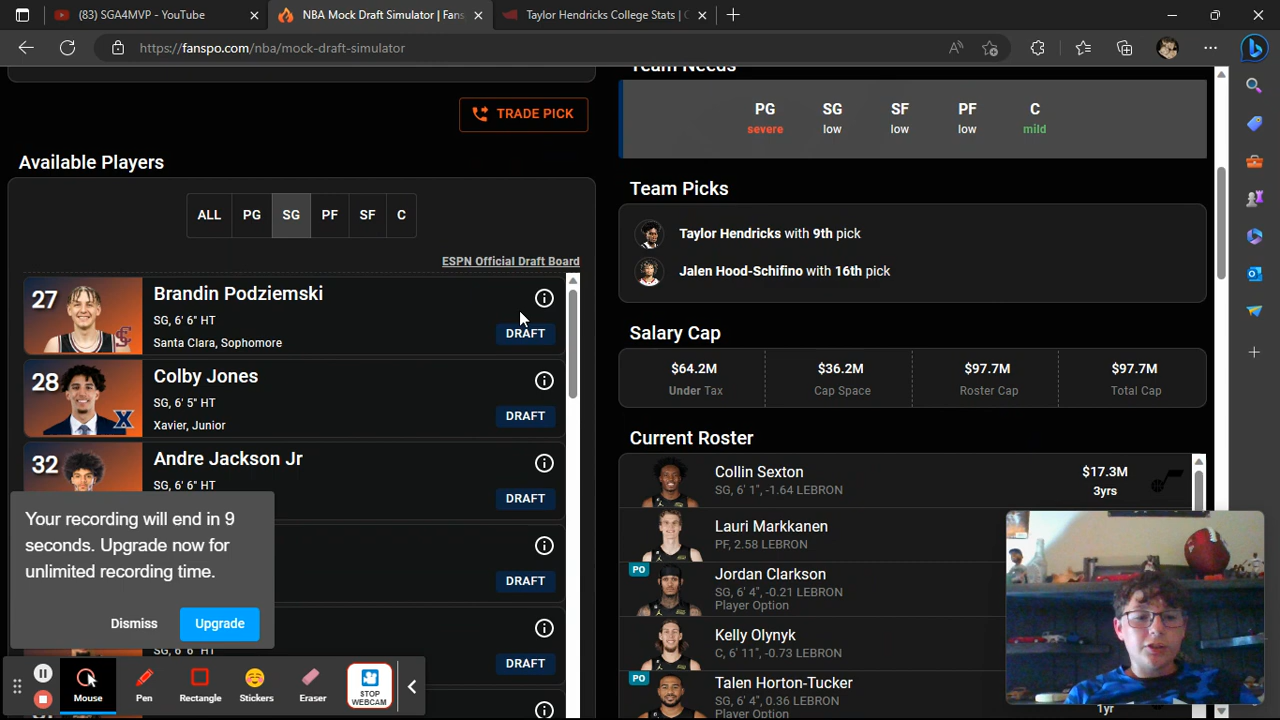 (83) SGA4MVP - YouTube
NBA Mock Draft Simulator | Fans
Taylor Hendricks College Stats | C
https://fanspo.com/nba/mock-draft-simulator
Team Needs
PG SG SF PF C
severe low low low mild
TRADE PICK
Available Players
ALL PG SG PF SF C
ESPN Official Draft Board
27 Brandin Podziemski
SG, 6' 6" HT
DRAFT
Santa Clara, Sophomore
28 Colby Jones
SG, 6' 5" HT
DRAFT
Xavier, Junior
32 Andre Jackson Jr
SG, 6' 6" HT
DRAFT
DRAFT
SG, 6' 6" HT
DRAFT
Team Picks
Taylor Hendricks with 9th pick
Jalen Hood-Schifino with 16th pick
Salary Cap
$64.2M $36.2M $97.7M $97.7M
Under Tax Cap Space Roster Cap Total Cap
Current Roster
Collin Sexton $17.3M
SG, 6' 1", -1.64 LEBRON 3yrs
Lauri Markkanen
PF, 2.58 LEBRON
PO Jordan Clarkson
SG, 6' 4", -0.21 LEBRON
Player Option
Kelly Olynyk
C, 6' 11", -0.73 LEBRON
PO Talen Horton-Tucker
SG, 6' 4", 0.36 LEBRON
Player Option
1yr
Your recording will end in 9
seconds. Upgrade now for
unlimited recording time.
Dismiss Upgrade
Mouse Pen Rectangle Stickers Eraser STOP
WEBCAM